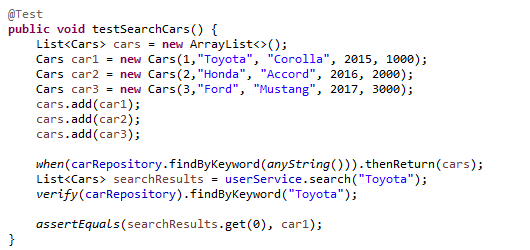 @Test
public void testSearchCars() {
    List<Cars> cars = new ArrayList<>();
    Cars car1 = new Cars(1,"Toyota", "Corolla", 2015, 1000);
    Cars car2 = new Cars(2,"Honda", "Accord", 2016, 2000);
    Cars car3 = new Cars(3,"Ford", "Mustang", 2017, 3000);
    cars.add(car1);
    cars.add(car2);
    cars.add(car3);

    when(carRepository.findByKeyword(anyString())).thenReturn(cars);
    List<Cars> searchResults = userService.search("Toyota");
    verify(carRepository).findByKeyword("Toyota");

    assertEquals(searchResults.get(0), car1);
}